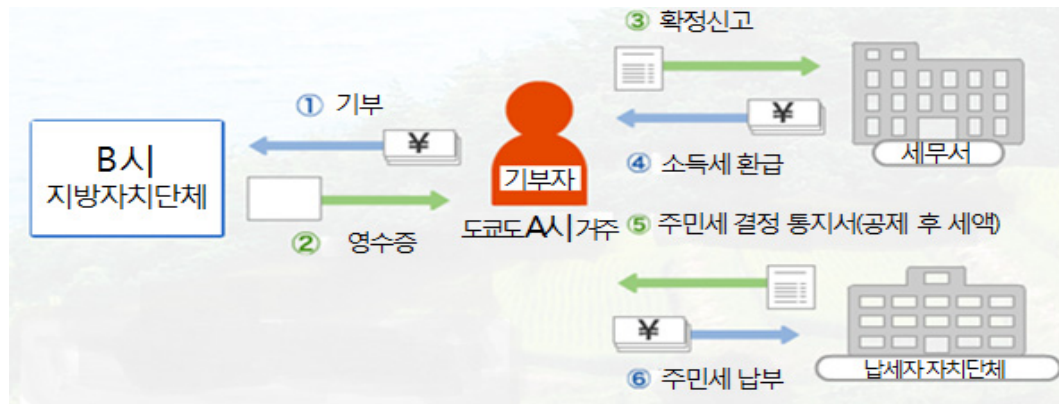 ① 기부
¥
B시
지방자치단체
② 영수증
기부자
도쿄도 A시 거주
③ 확정신고
¥
④ 소득세 환급
세무서
⑤ 주민세 결정 통지서(공제 후 세액)
¥
⑥ 주민세 납부
납세자 자치단체